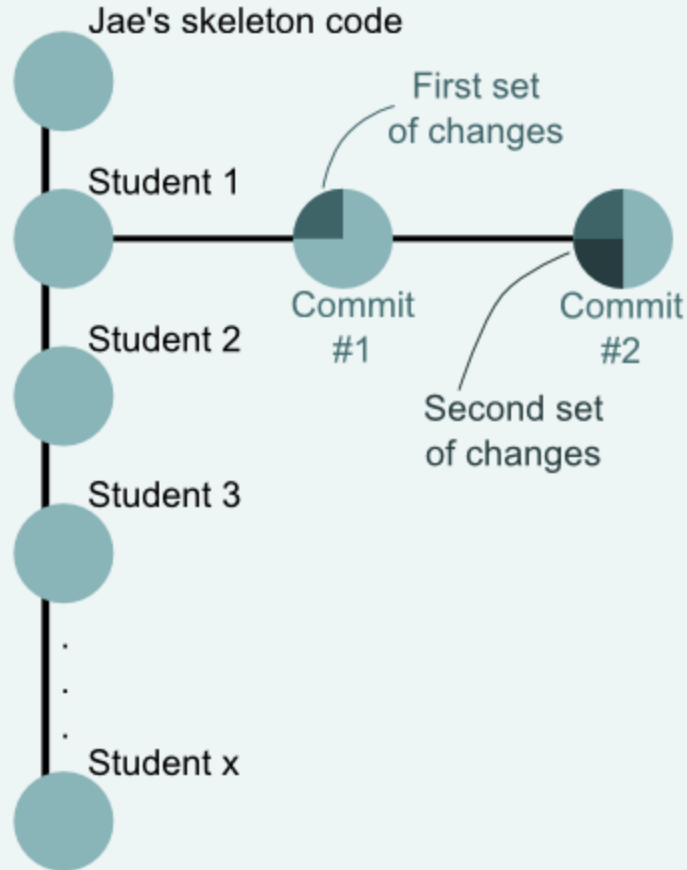 Jae's skeleton code
First set
of changes
Student 1
Commit
#1
Commit
#2
Student 2
Second set
of changes
Student 3
.
.
.
Student x